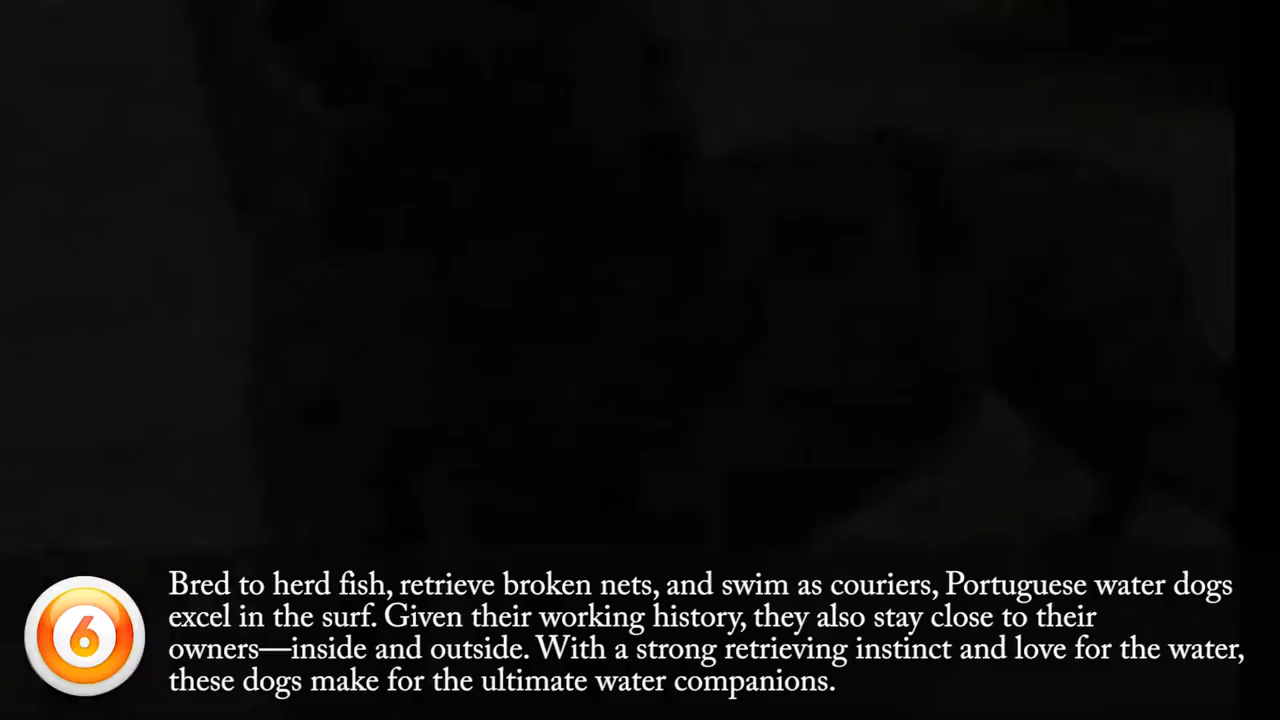 6
Bred to herd fish, retrieve broken nets, and swim as couriers, Portuguese water dogs
excel in the surf. Given their working history, they also stay close to their
owners—inside and outside. With a strong retrieving instinct and love for the water,
these dogs make for the ultimate water companions.